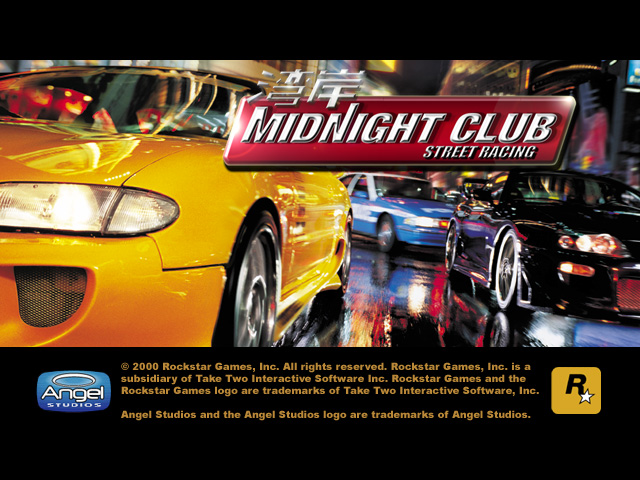 湾岸
MIDNIGHT CLUB
STREET RACING
© 2000 Rockstar Games, Inc. All rights reserved. Rockstar Games, Inc. is a
subsidiary of Take Two Interactive Software Inc. Rockstar Games and the
Rockstar Games logo are trademarks of Take Two Interactive Software, Inc.
Angel Studios and the Angel Studios logo are trademarks of Angel Studios.
Angel
STUDIOS
R